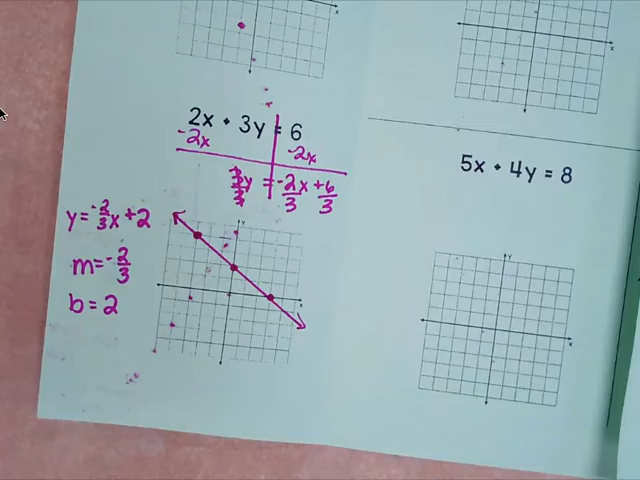 2x + 3y = 6
-2x -2x
3y = -2x + 6
3 3 3
y = -2/3x + 2
m = -2/3
b = 2
5x + 4y = 8
x
y
x
x
y
x